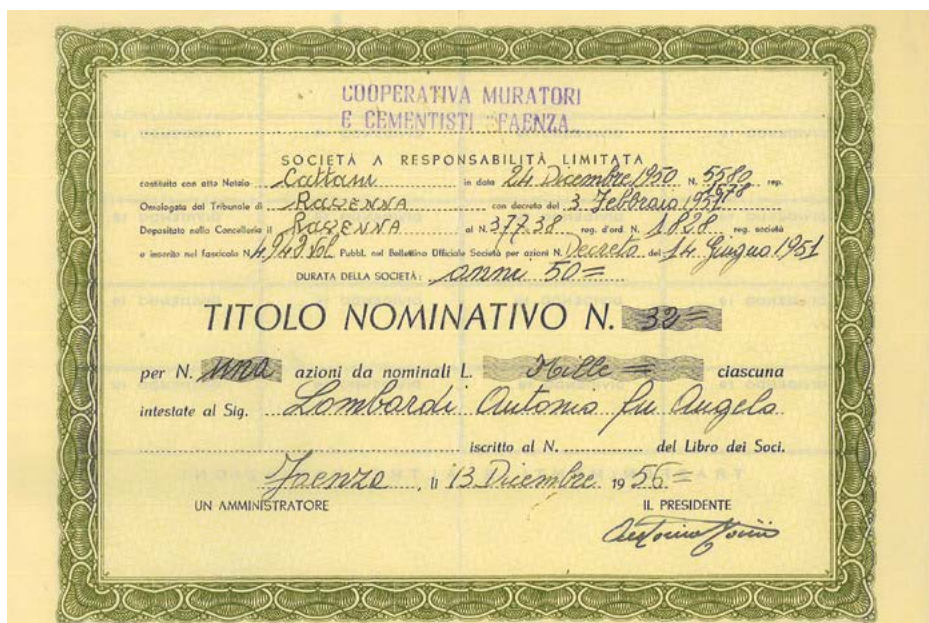 COOPERATIVA MURATORI
E CEMENTISTI "FAENZA
SOCIETÀ A RESPONSABILITÀ LIMITATA
costituita con atto Notaio Cattani in data 24 Dicembre 1950 N. 5580 rep.
Omologata dal Tribunale di RAVENNA con decreto del 3 Febbraio 1951
Depositato nella Cancelleria il RAVENNA al N. 37738 reg. d'ord. N. 1828 reg. società
e inserito nel fascicolo N. 4948 Vol Pubbl. nel Bollettino Ufficiale Società per azioni N. Decreto del 14 Giugno 1951
DURATA DELLA SOCIETÀ: anni 50=
TITOLO NOMINATIVO N. 32=
per N. una azioni da nominali L. Mille= ciascuna
intestate al Sig. Lombardi Antonio fu Angelo
iscritto al N. del Libro dei Soci.
Faenza, li 13 Dicembre 1956=
UN AMMINISTRATORE IL PRESIDENTE